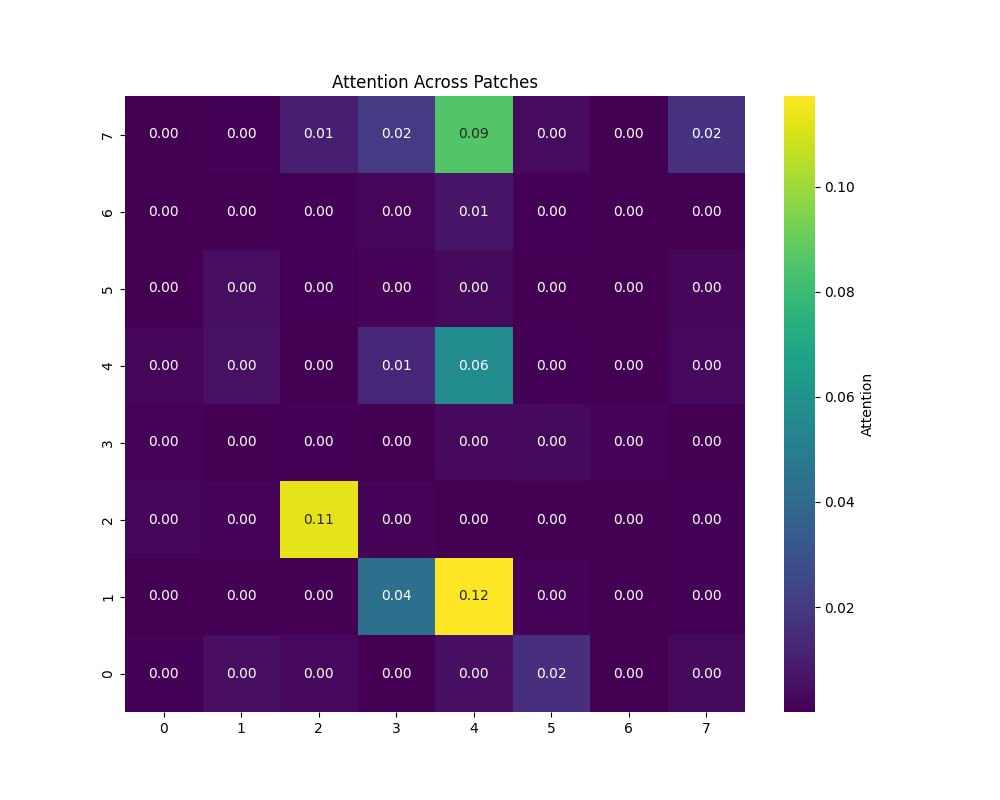 Attention Across Patches
7 0.00 0.00 0.01 0.02 0.09 0.00 0.00 0.02
6 0.00 0.00 0.00 0.00 0.01 0.00 0.00 0.00
5 0.00 0.00 0.00 0.00 0.00 0.00 0.00 0.00
4 0.00 0.00 0.00 0.01 0.06 0.00 0.00 0.00
3 0.00 0.00 0.00 0.00 0.00 0.00 0.00 0.00
2 0.00 0.00 0.11 0.00 0.00 0.00 0.00 0.00
1 0.00 0.00 0.00 0.04 0.12 0.00 0.00 0.00
0 0.00 0.00 0.00 0.00 0.00 0.02 0.00 0.00
0 1 2 3 4 5 6 7
0.10
0.08
0.06
0.04
0.02
Attention